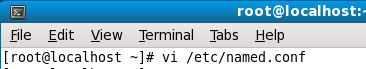 root@localhost:~
File Edit View Terminal Tabs Help
[root@localhost ~]# vi /etc/named.conf